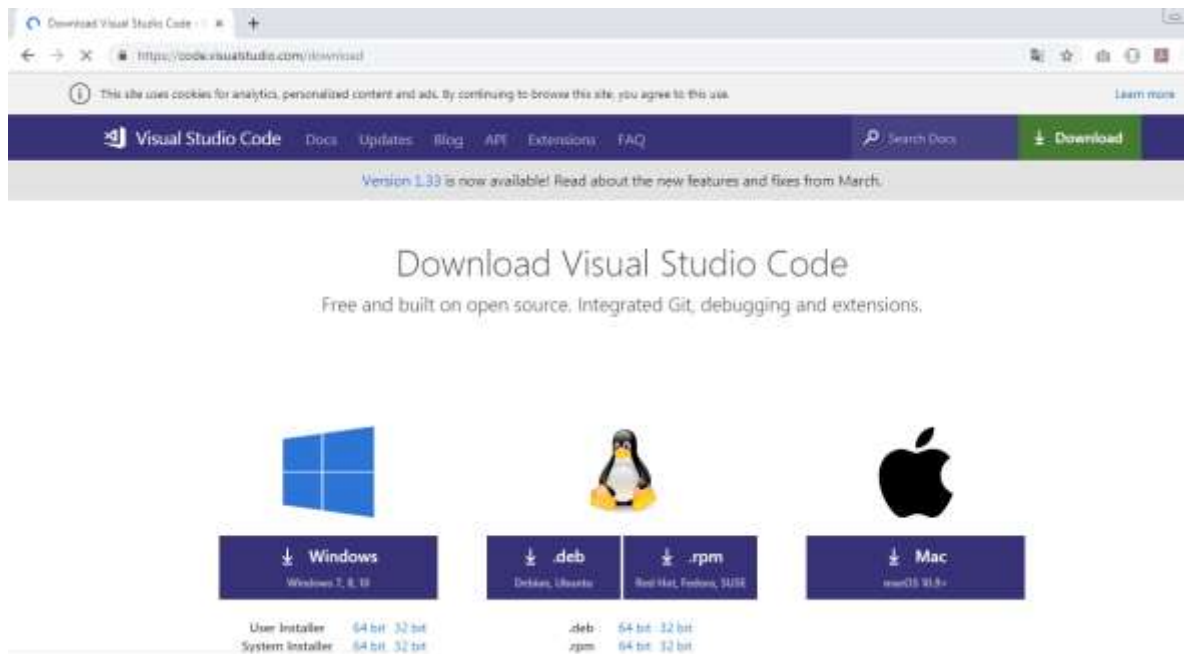 Download Visual Studio Code -
https://code.visualstudio.com/download
This site uses cookies for analytics, personalized content and ads. By continuing to browse this site, you agree to this use.
Learn more
Visual Studio Code Docs Updates Blog API Extensions FAQ Search Docs Download
Version 1.33 is now available! Read about the new features and fixes from March.
Download Visual Studio Code
Free and built on open source. Integrated Git, debugging and extensions.
Windows
Windows 7, 8, 10
.deb
Debian, Ubuntu
.rpm
Red Hat, Fedora, SUSE
Mac
macOS 10.9+
User Installer 64 bit 32 bit
System Installer 64 bit 32 bit
.deb 64 bit 32 bit
.rpm 64 bit 32 bit